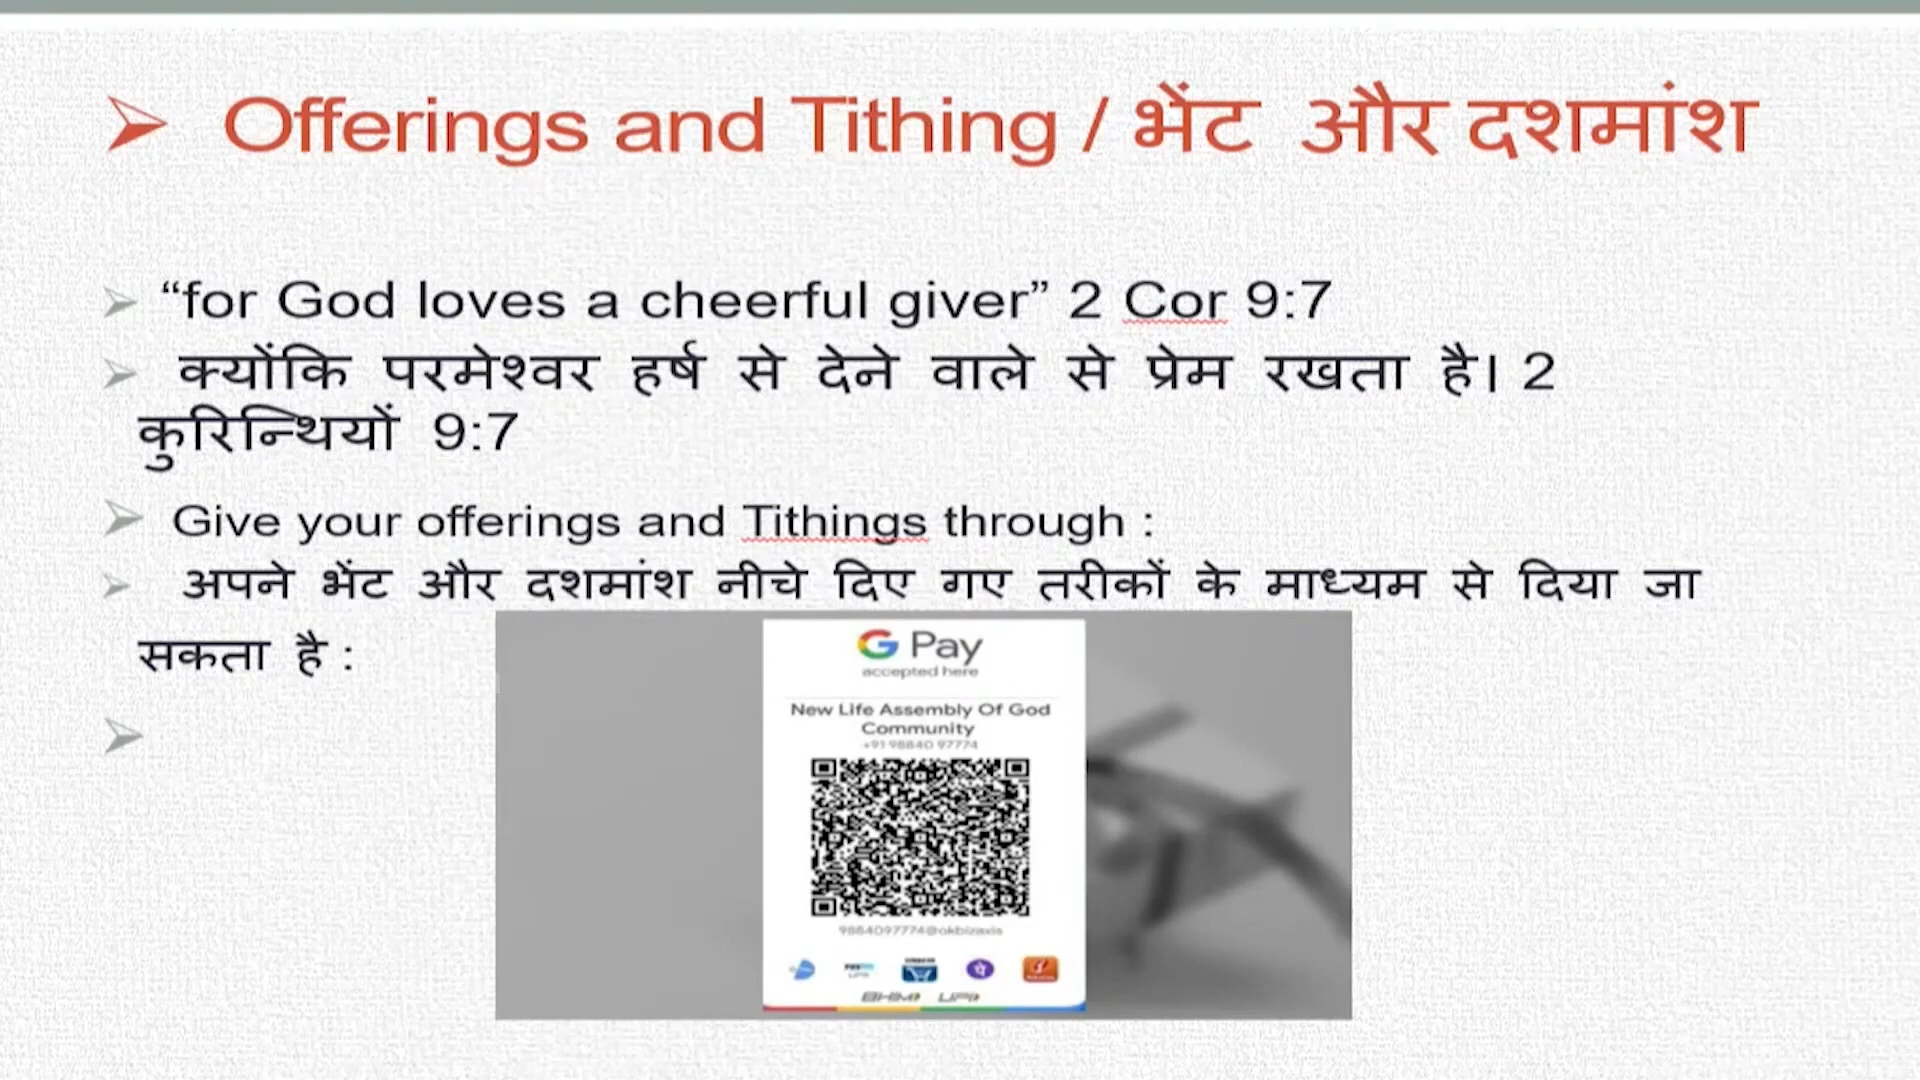 Offerings and Tithing / भेंट और दशमांश
“for God loves a cheerful giver” 2 Cor 9:7
क्योंकि परमेश्वर हर्ष से देने वाले से प्रेम रखता है। 2
कुरिन्थियों 9:7
Give your offerings and Tithings through :
अपने भेंट और दशमांश नीचे दिए गए तरीकों के माध्यम से दिया जा
सकता है :
G Pay
accepted here
New Life Assembly Of God
Community
+91 98840 97774
9884097774@okbizaxis
BHIM UPI